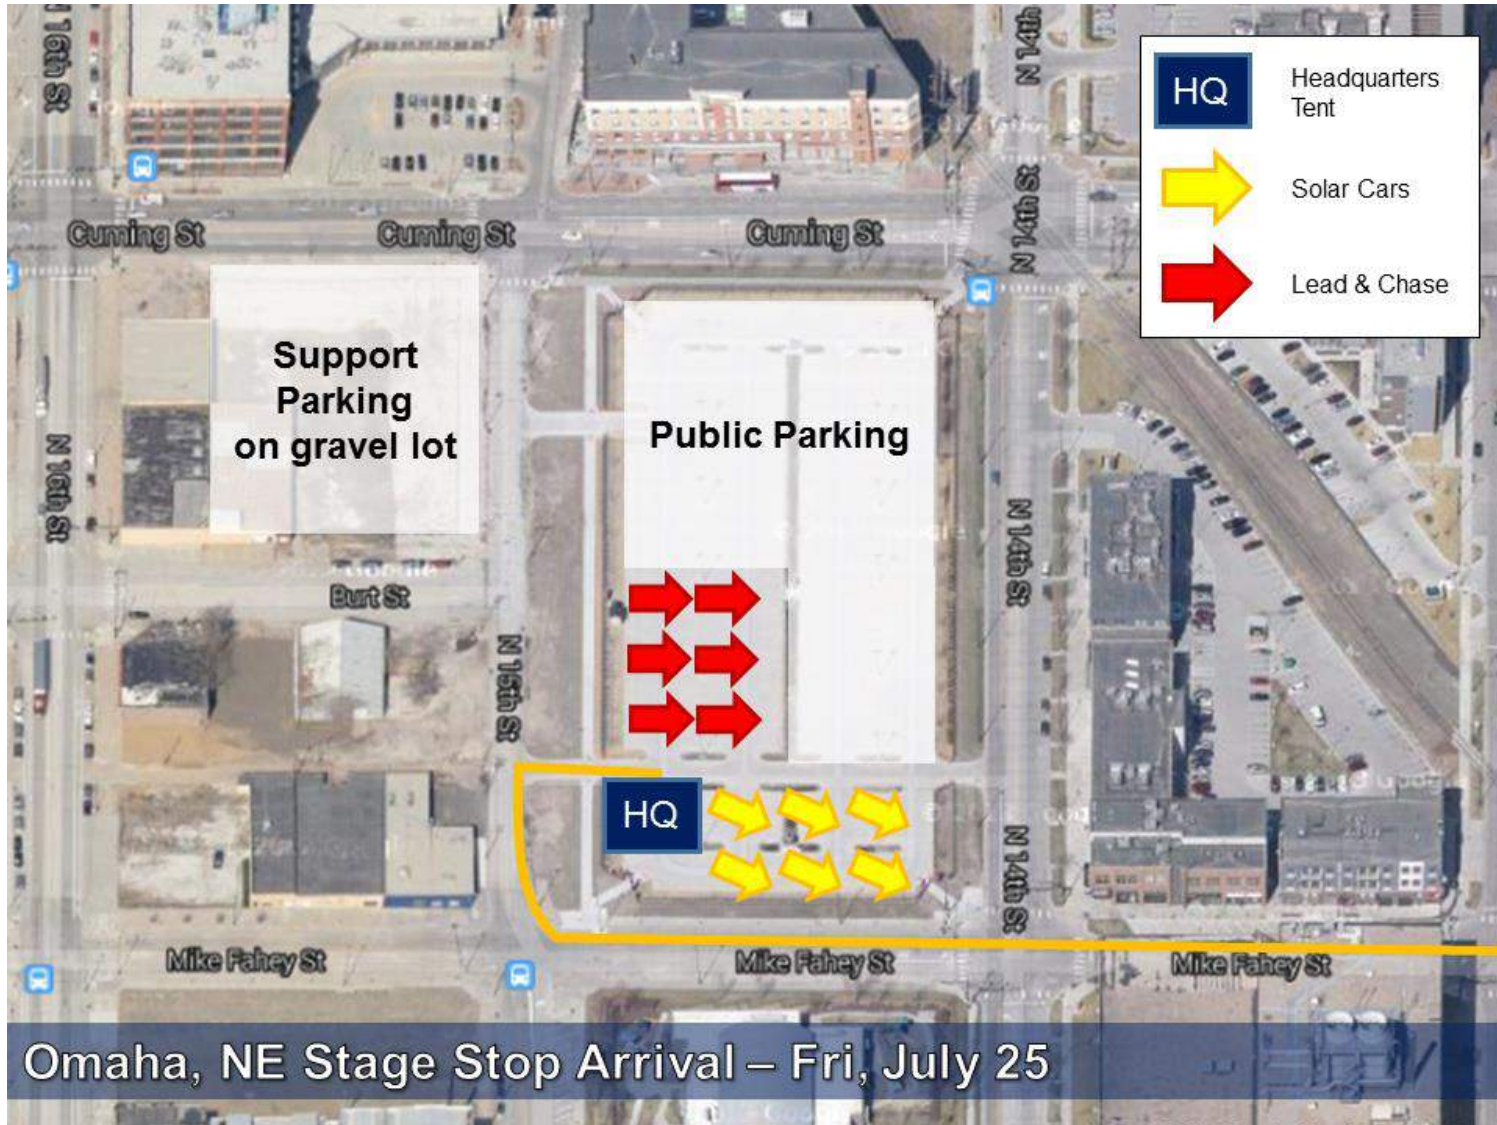 N 16th St
N 14th
HQ
Headquarters
Tent
Solar Cars
Lead & Chase
N 14th St
Cuming St
Cuming St
Cuming St
Support
Parking
on gravel lot
Public Parking
N 16th St
N 14th St
Burt St
N 15th St
HQ
N 14th St
Mike Fahey St
Mike Fahey St
Mike Fahey St
Omaha, NE Stage Stop Arrival – Fri, July 25